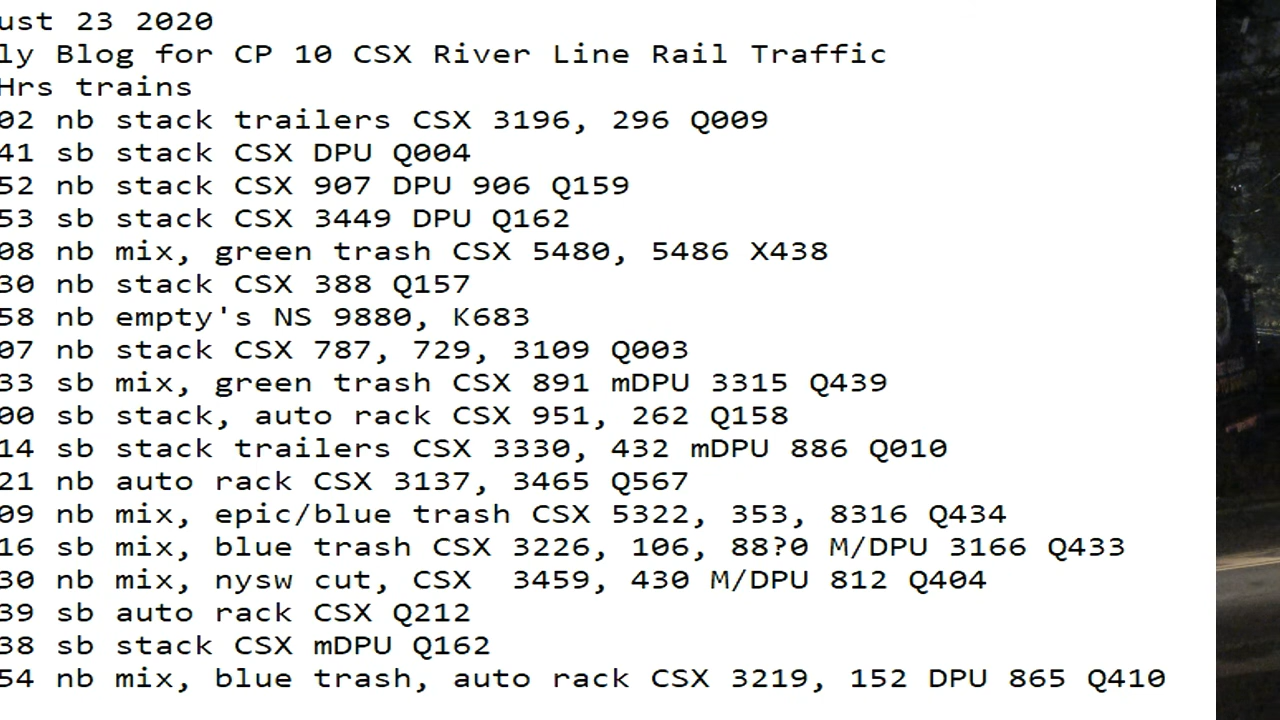 ust 23 2020
ly Blog for CP 10 CSX River Line Rail Traffic
Hrs trains
02 nb stack trailers CSX 3196, 296 Q009
41 sb stack CSX DPU Q004
52 nb stack CSX 907 DPU 906 Q159
53 sb stack CSX 3449 DPU Q162
08 nb mix, green trash CSX 5480, 5486 X438
30 nb stack CSX 388 Q157
58 nb empty's NS 9880, K683
07 nb stack CSX 787, 729, 3109 Q003
33 sb mix, green trash CSX 891 mDPU 3315 Q439
00 sb stack, auto rack CSX 951, 262 Q158
14 sb stack trailers CSX 3330, 432 mDPU 886 Q010
21 nb auto rack CSX 3137, 3465 Q567
09 nb mix, epic/blue trash CSX 5322, 353, 8316 Q434
16 sb mix, blue trash CSX 3226, 106, 88?0 M/DPU 3166 Q433
30 nb mix, nysw cut, CSX  3459, 430 M/DPU 812 Q404
39 sb auto rack CSX Q212
38 sb stack CSX mDPU Q162
54 nb mix, blue trash, auto rack CSX 3219, 152 DPU 865 Q410